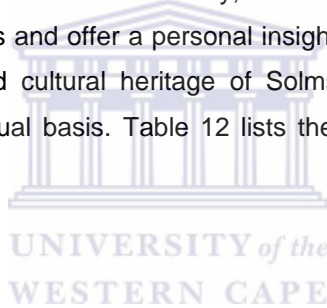 s and offer a personal insigh
d cultural heritage of Solms
ual basis. Table 12 lists the
UNIVERSITY of the
WESTERN CAPE